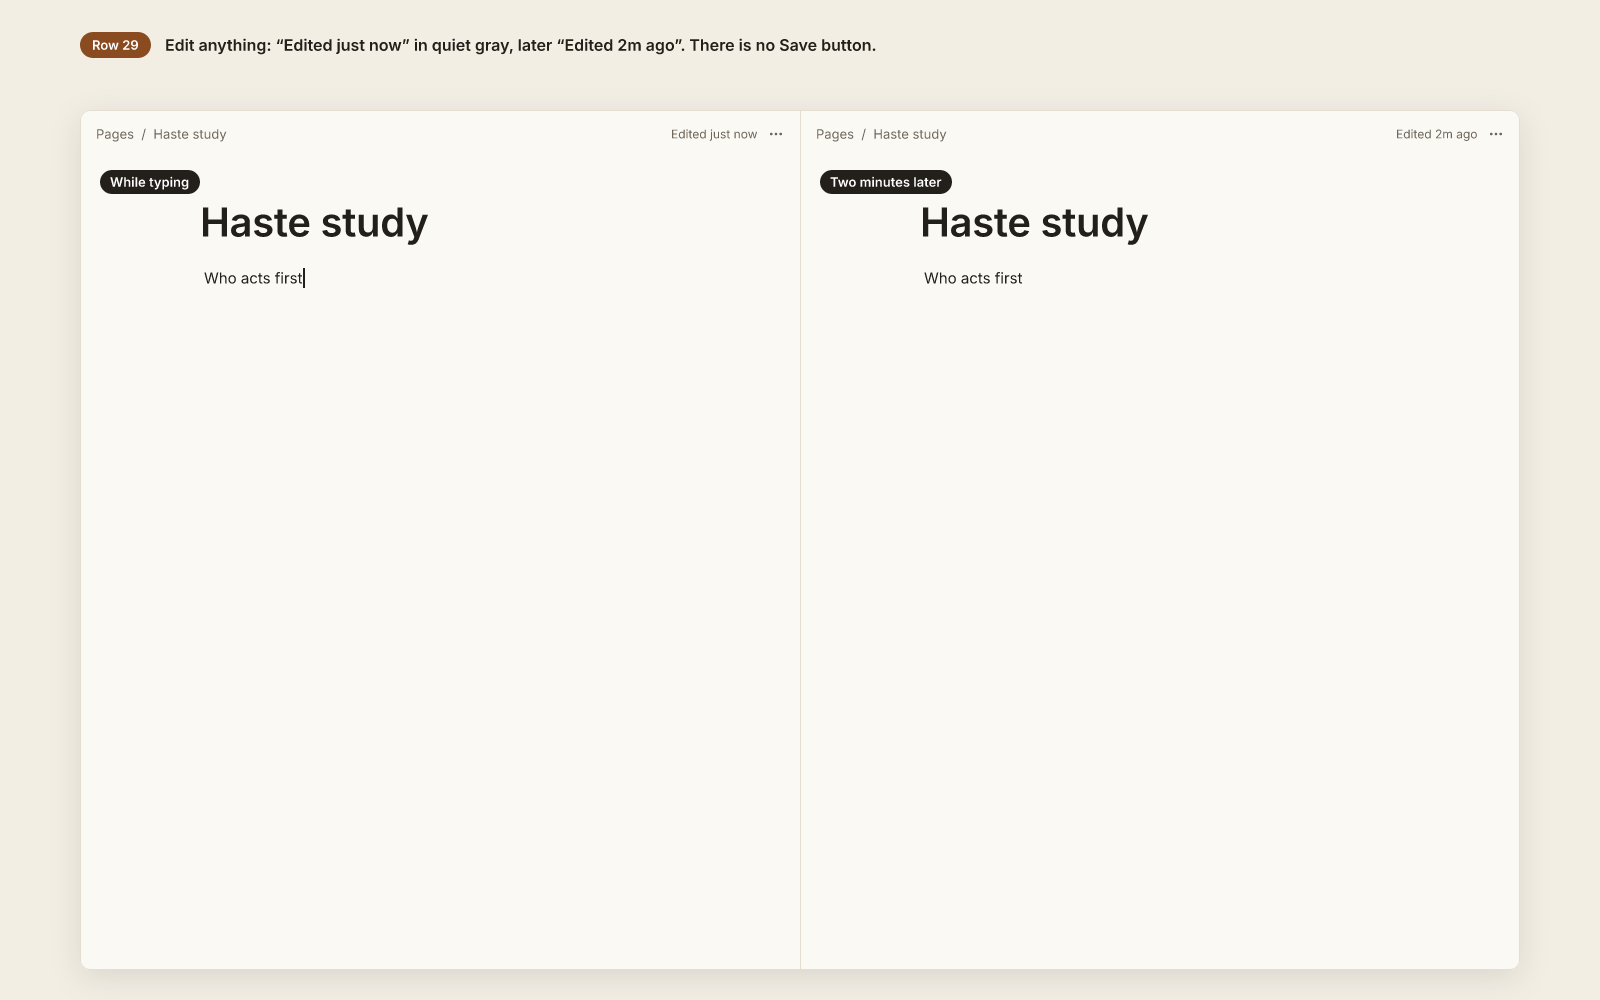 Row 29
Edit anything: “Edited just now” in quiet gray, later “Edited 2m ago”. There is no Save button.
Pages / Haste study
Edited just now
While typing
Haste study
Who acts first
Pages / Haste study
Edited 2m ago
Two minutes later
Haste study
Who acts first